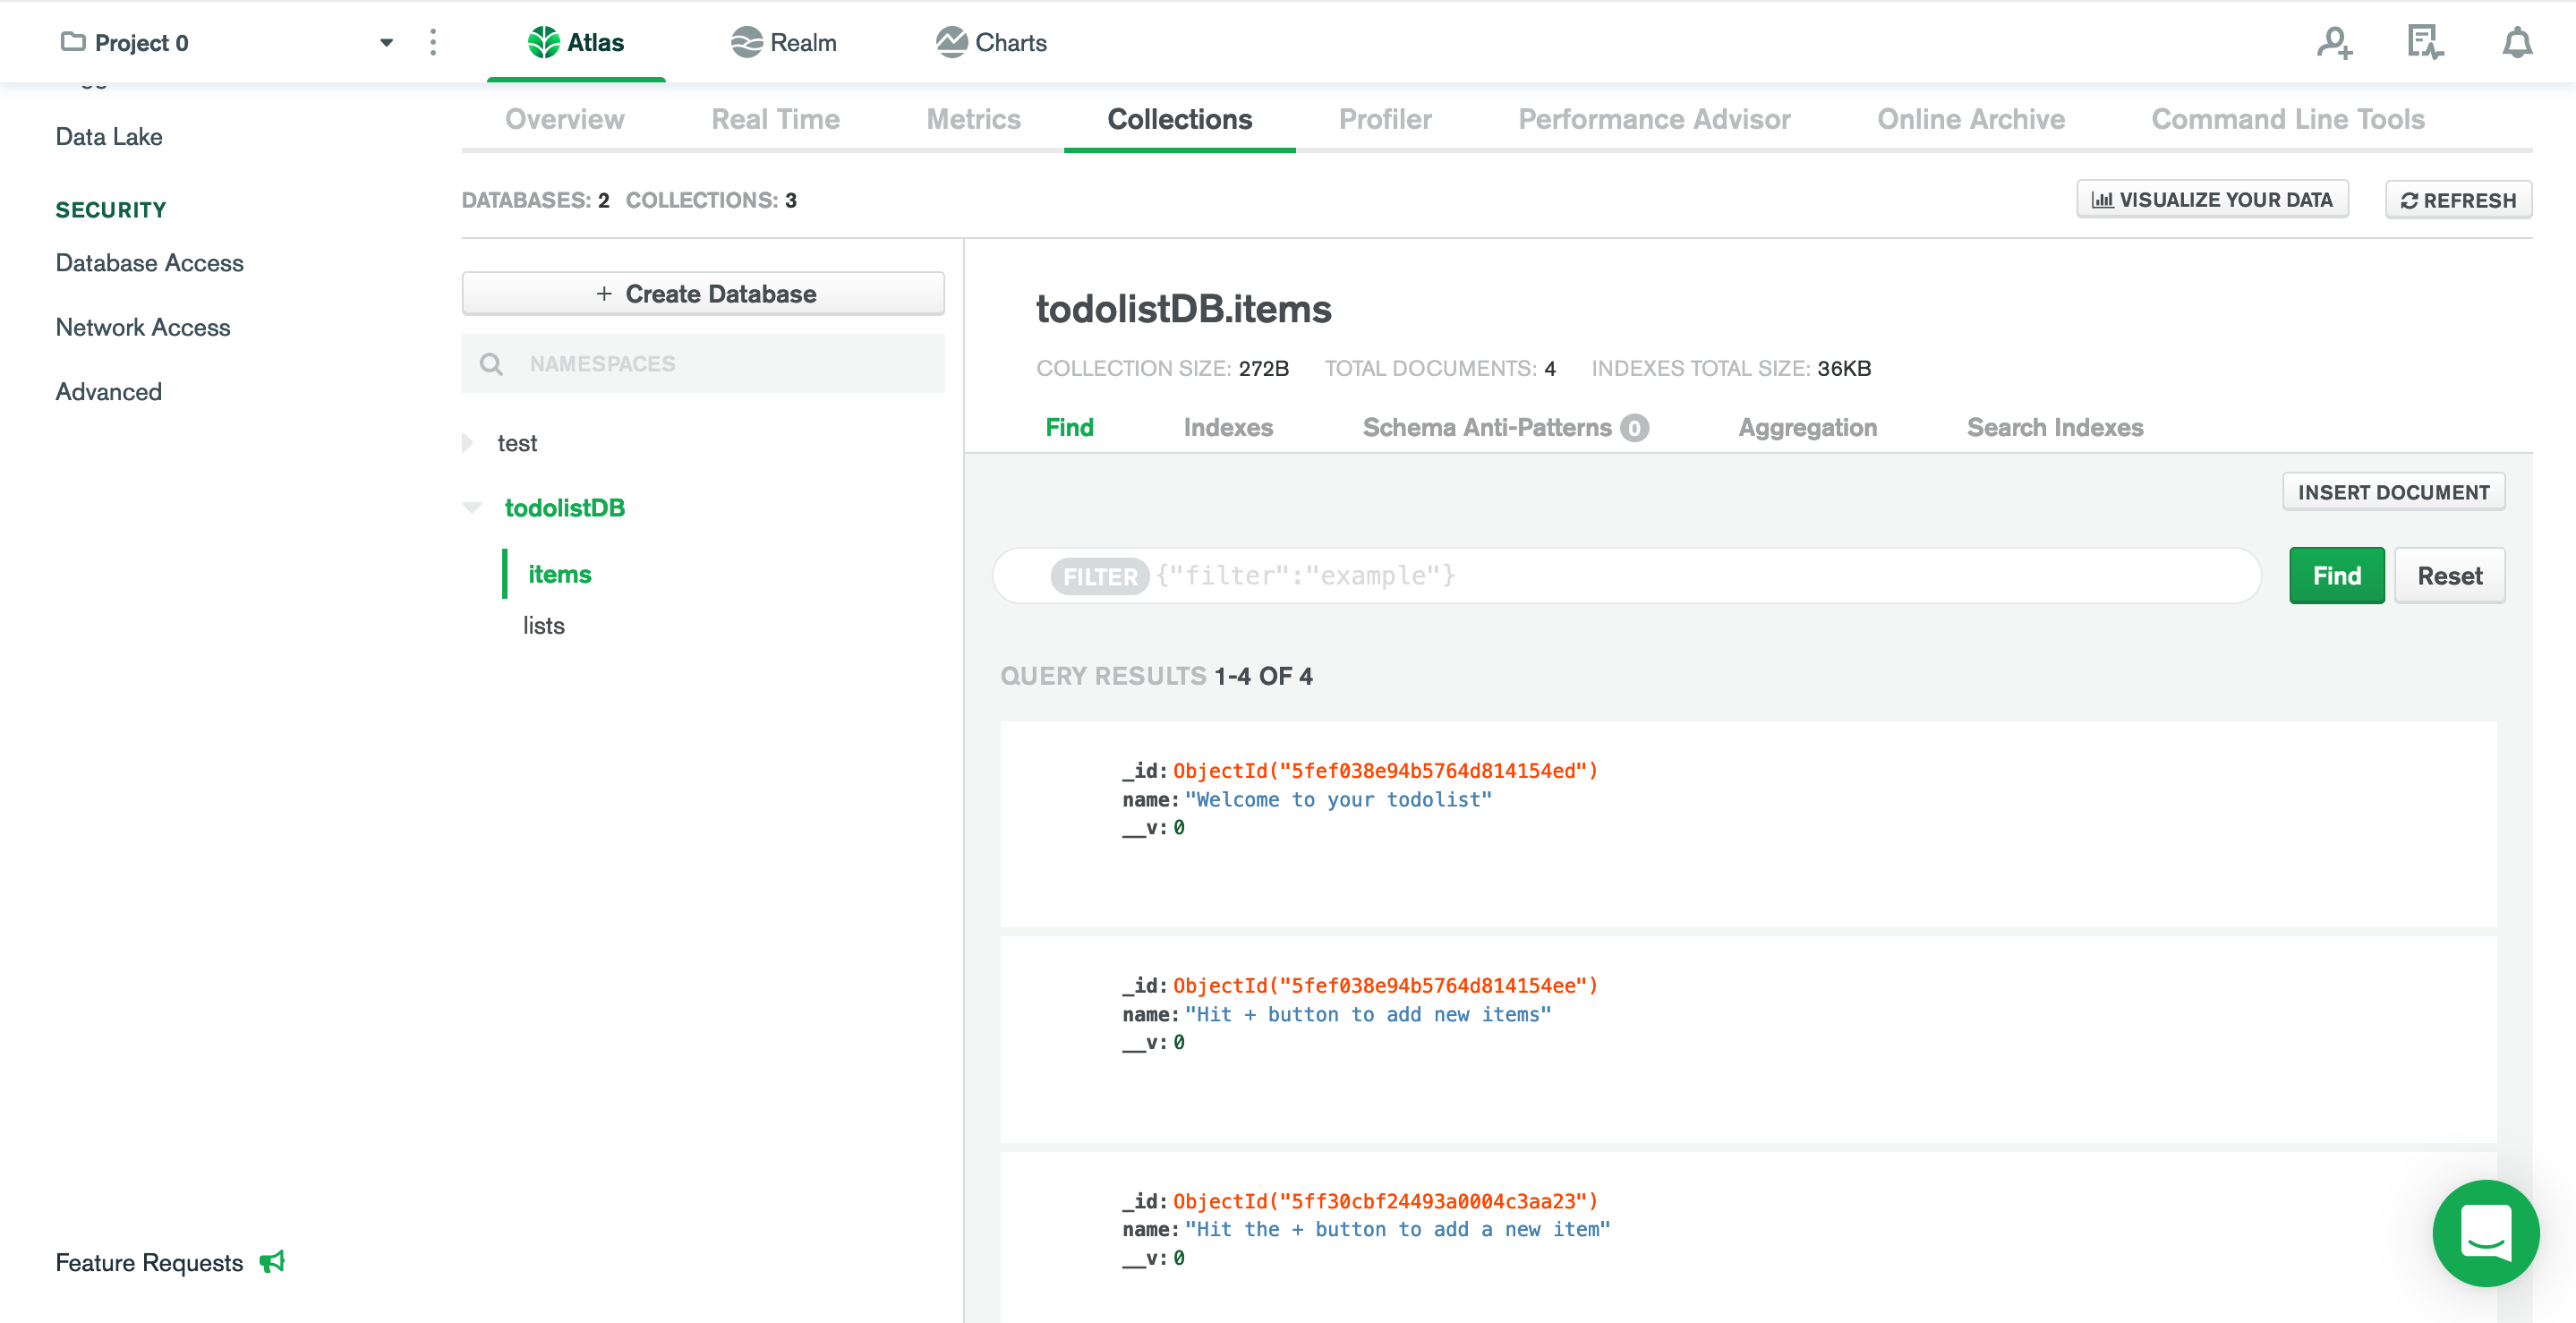 Project 0
Atlas
Realm
Charts
Overview
Real Time
Metrics
Collections
Profiler
Performance Advisor
Online Archive
Command Line Tools
Data Lake
SECURITY
Database Access
Network Access
Advanced
Feature Requests
DATABASES: 2 COLLECTIONS: 3
VISUALIZE YOUR DATA
REFRESH
+ Create Database
NAMESPACES
test
todolistDB
items
lists
todolistDB.items
COLLECTION SIZE: 272B TOTAL DOCUMENTS: 4 INDEXES TOTAL SIZE: 36KB
Find
Indexes
Schema Anti-Patterns 0
Aggregation
Search Indexes
INSERT DOCUMENT
FILTER {"filter":"example"}
Find
Reset
QUERY RESULTS 1-4 OF 4
_id: ObjectId("5fef038e94b5764d814154ed")
name: "Welcome to your todolist"
__v: 0
_id: ObjectId("5fef038e94b5764d814154ee")
name: "Hit + button to add new items"
__v: 0
_id: ObjectId("5ff30cbf24493a0004c3aa23")
name: "Hit the + button to add a new item"
__v: 0